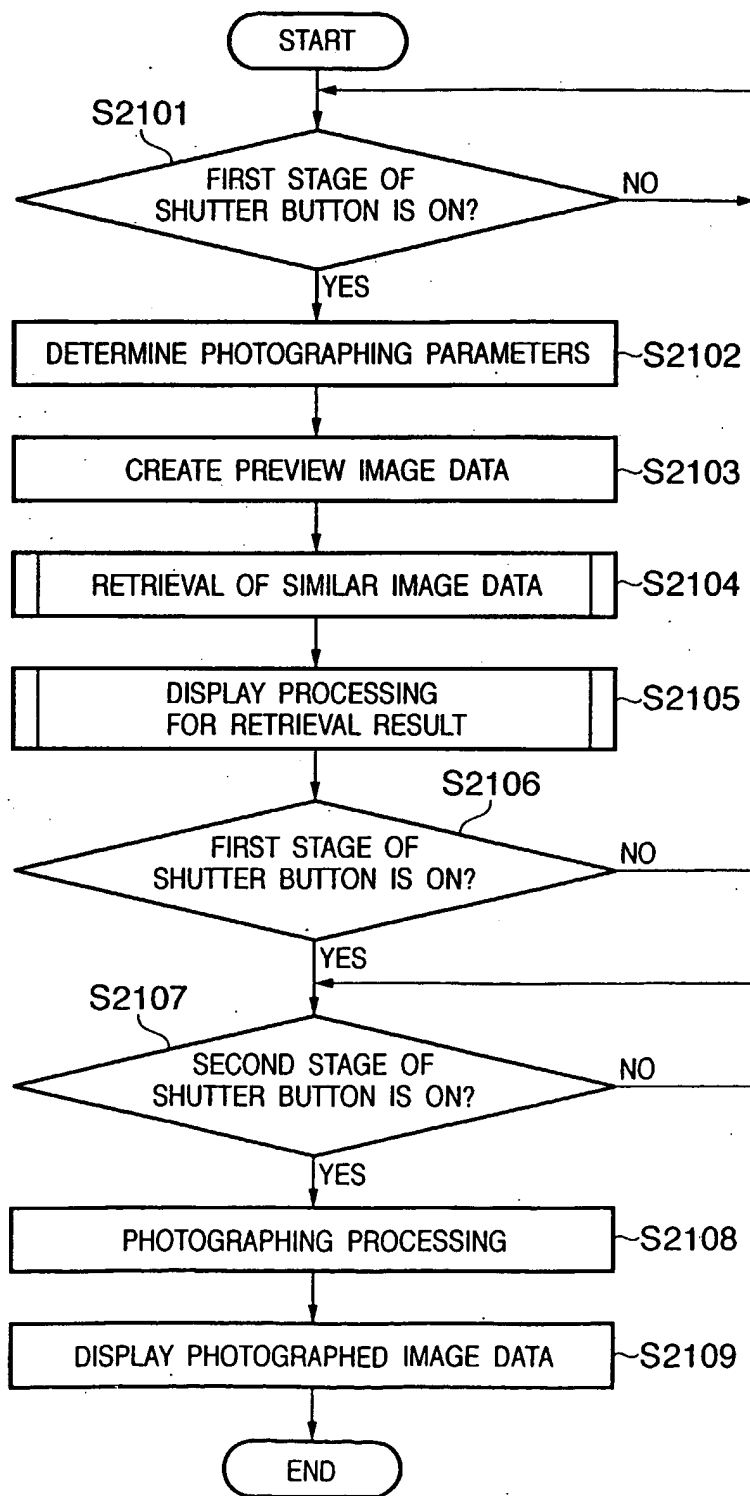 START
S2101
FIRST STAGE OF
SHUTTER BUTTON IS ON?
NO
YES
DETERMINE PHOTOGRAPHING PARAMETERS
S2102
CREATE PREVIEW IMAGE DATA
S2103
RETRIEVAL OF SIMILAR IMAGE DATA
S2104
DISPLAY PROCESSING
FOR RETRIEVAL RESULT
S2105
S2106
FIRST STAGE OF
SHUTTER BUTTON IS ON?
NO
YES
S2107
SECOND STAGE OF
SHUTTER BUTTON IS ON?
NO
YES
PHOTOGRAPHING PROCESSING
S2108
DISPLAY PHOTOGRAPHED IMAGE DATA
S2109
END